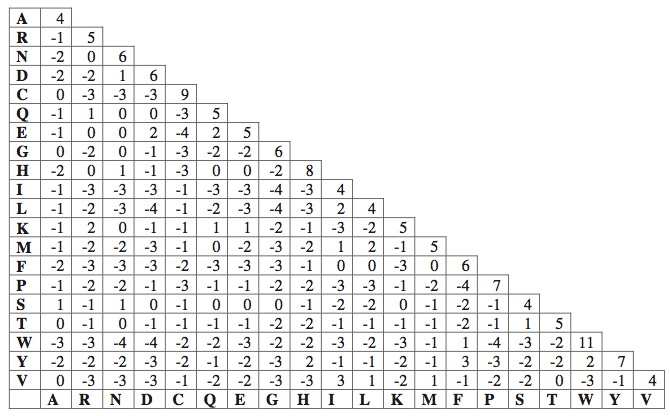 A 4
R -1 5
N -2 0 6
D -2 -2 1 6
C 0 -3 -3 -3 9
Q -1 1 0 0 -3 5
E -1 0 0 2 -4 2 5
G 0 -2 0 -1 -3 -2 -2 6
H -2 0 1 -1 -3 0 0 -2 8
I -1 -3 -3 -3 -1 -3 -3 -4 -3 4
L -1 -2 -3 -4 -1 -2 -3 -4 -3 2 4
K -1 2 0 -1 -1 1 1 -2 -1 -3 -2 5
M -1 -2 -2 -3 -1 0 -2 -3 -2 1 2 -1 5
F -2 -3 -3 -3 -2 -3 -3 -3 -1 0 0 -3 0 6
P -1 -2 -2 -1 -3 -1 -1 -2 -2 -3 -3 -1 -2 -4 7
S 1 -1 1 0 -1 0 0 0 -1 -2 -2 0 -1 -2 -1 4
T 0 -1 0 -1 -1 -1 -1 -2 -2 -1 -1 -1 -1 -2 -1 1 5
W -3 -3 -4 -4 -2 -2 -3 -2 -2 -3 -2 -3 -1 1 -4 -3 -2 11
Y -2 -2 -2 -3 -2 -1 -2 -3 2 -1 -1 -2 -1 3 -3 -2 -2 2 7
V 0 -3 -3 -3 -1 -2 -2 -3 -3 3 1 -2 1 -1 -2 -2 0 -3 -1 4
A R N D C Q E G H I L K M F P S T W Y V